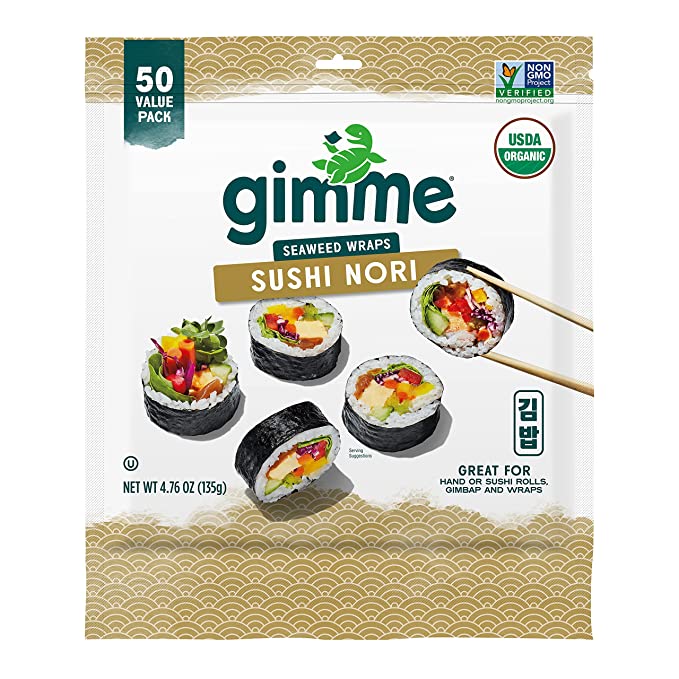 50
VALUE
PACK
NON
GMO
Project
VERIFIED
nongmoproject.org
USDA
ORGANIC
gimme®
SEAWEED WRAPS
SUSHI NORI
김밥
Serving
Suggestions
U
NET WT 4.76 OZ (135g)
GREAT FOR
HAND OR SUSHI ROLLS,
GIMBAP AND WRAPS